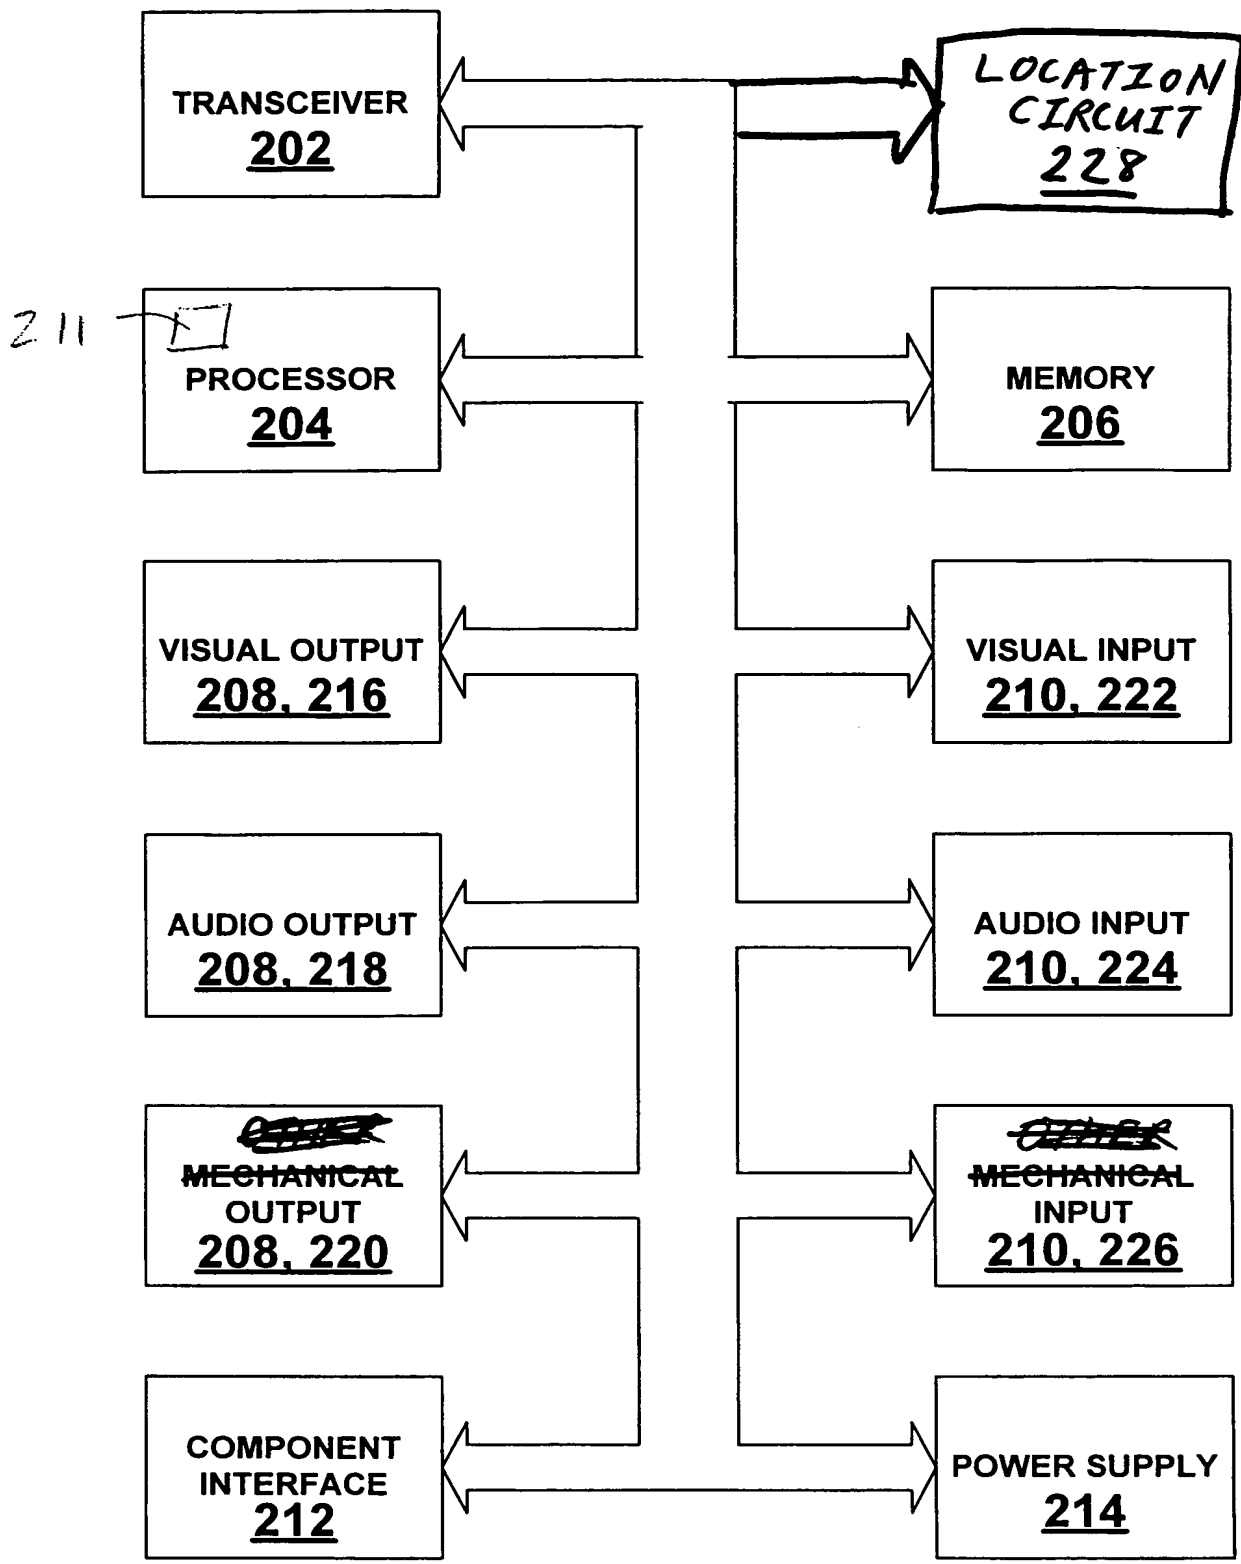 TRANSCEIVER
202
LOCATION
CIRCUIT
228
211
PROCESSOR
204
MEMORY
206
VISUAL OUTPUT
208, 216
VISUAL INPUT
210, 222
AUDIO OUTPUT
208, 218
AUDIO INPUT
210, 224
MECHANICAL
OUTPUT
208, 220
OTHER
MECHANICAL
INPUT
210, 226
COMPONENT
INTERFACE
212
POWER SUPPLY
214